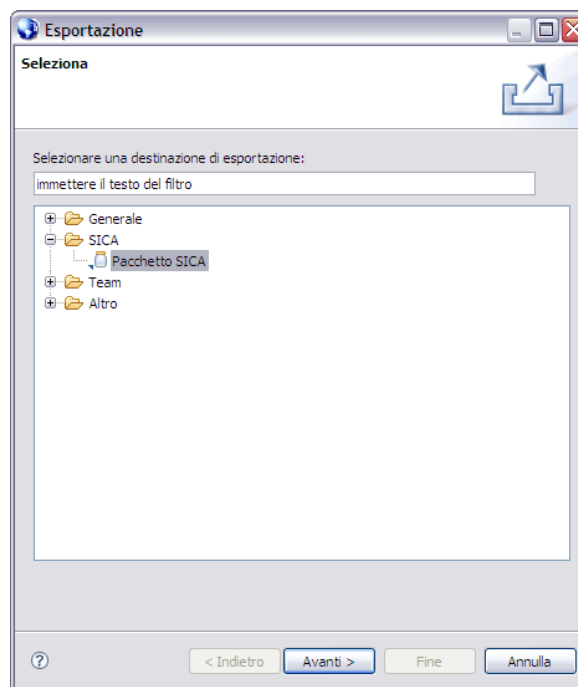 Esportazione
Seleziona
Selezionare una destinazione di esportazione:
immettere il testo del filtro
Generale
SICA
Pacchetto SICA
Team
Altro
< Indietro
Avanti >
Fine
Annulla